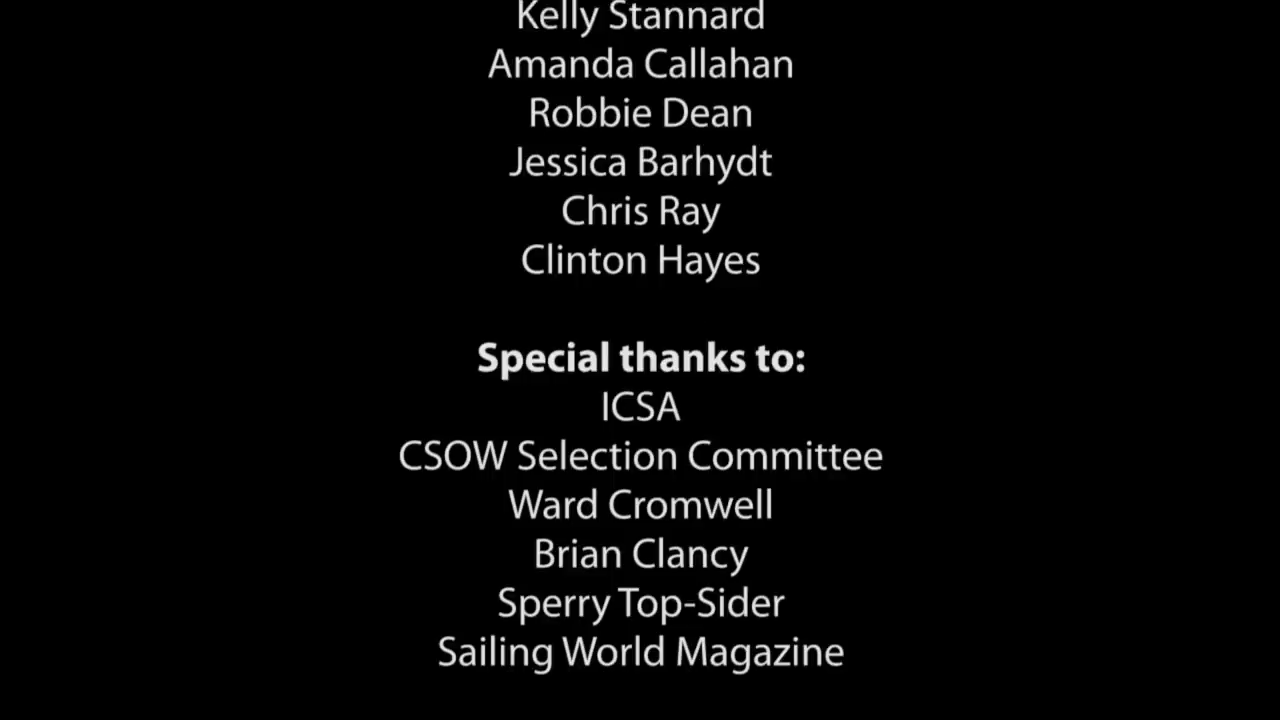 Kelly Stannard
Amanda Callahan
Robbie Dean
Jessica Barhydt
Chris Ray
Clinton Hayes
Special thanks to:
ICSA
CSOW Selection Committee
Ward Cromwell
Brian Clancy
Sperry Top-Sider
Sailing World Magazine